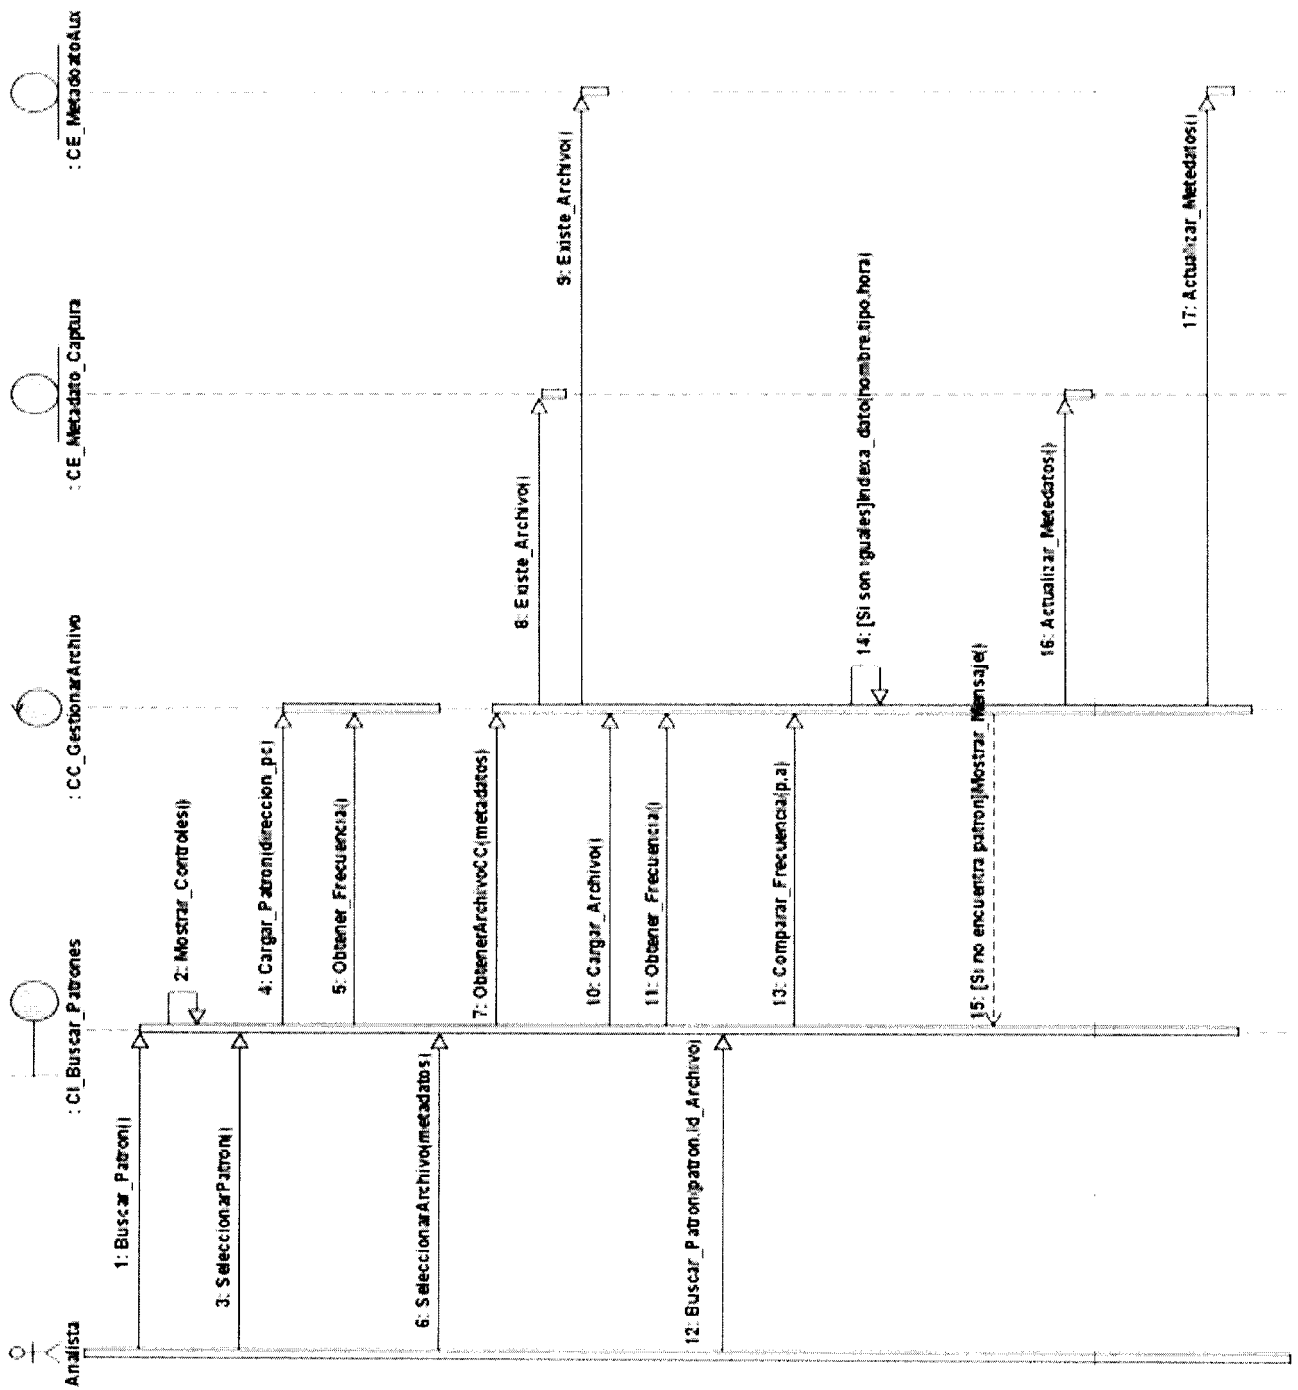 Analista
: CI_Buscar_Patrones
: CC_GestionarArchivo
: CE_Metadato_Captura
: CE_MetadoatoAux
1: Buscar_Patron()
2: Mostrar_Controles()
3: SeleccionarPatron()
4: Cargar_Patron(direccion_pc)
5: Obtener_Frecuencia()
6: SeleccionarArchivo(metadatos)
7: ObtenerArchivoCC(metadatos)
8: Existe_Archivo()
9: Existe_Archivo()
10: Cargar_Archivo()
11: Obtener_Frecuencia()
12: Buscar_Patron(patron,id_Archivo)
13: Comparar_Frecuencia(p,a)
14: [Si son iguales]Indexa_dato(nombre,tipo,hora)
15: [Si no encuentra patron]Mostrar_Mensaje()
16: Actualizar_Metedatos()
17: Actualizar_Metedatos()